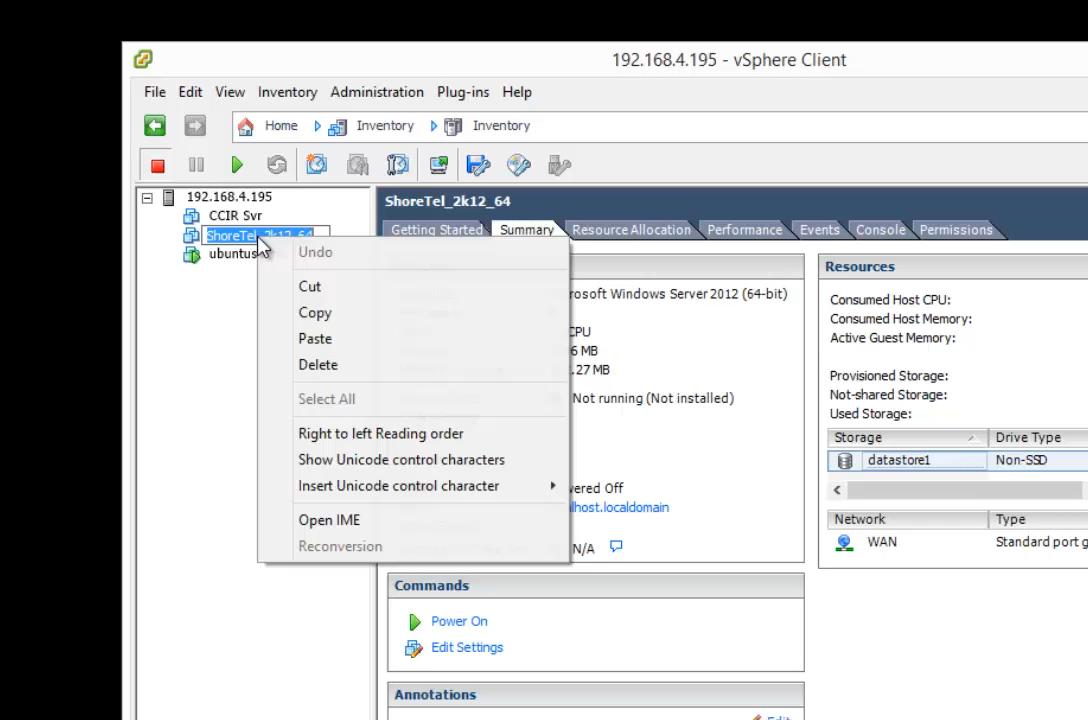 192.168.4.195 - vSphere Client
File Edit View Inventory Administration Plug-ins Help
Home Inventory Inventory
192.168.4.195
CCIR Svr
ShoreTel_2k12_64
ubuntus
Undo
Cut
Copy
Paste
Delete
Select All
Right to left Reading order
Show Unicode control characters
Insert Unicode control character
Open IME
Reconversion
ShoreTel_2k12_64
Getting Started Summary Resource Allocation Performance Events Console Permissions
rosoft Windows Server 2012 (64-bit)
CPU
6 MB
.27 MB
Not running (Not installed)
wered Off
lhost.localdomain
N/A
Commands
Power On
Edit Settings
Annotations
Edit
Resources
Consumed Host CPU:
Consumed Host Memory:
Active Guest Memory:
Provisioned Storage:
Not-shared Storage:
Used Storage:
Storage Drive Type
datastore1 Non-SSD
Network Type
WAN Standard port g